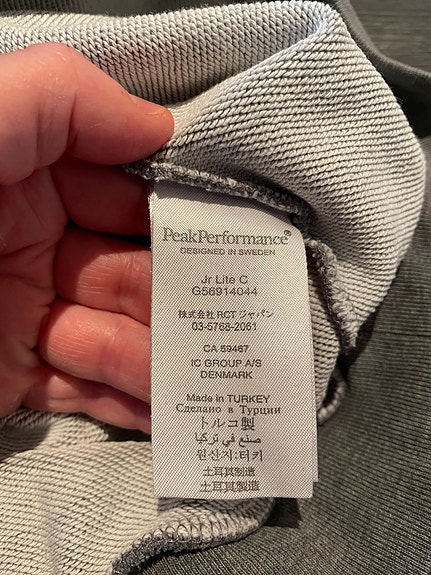 PeakPerformance®
DESIGNED IN SWEDEN
Jr Lite C
G56914044
株式会社 RCT ジャパン
03-5768-2061
CA 59467
IC GROUP A/S
DENMARK
Made in TURKEY
Сделано в Турции
トルコ製
صنع في تركيا
원산지:터키
土耳其制造
土耳其製造